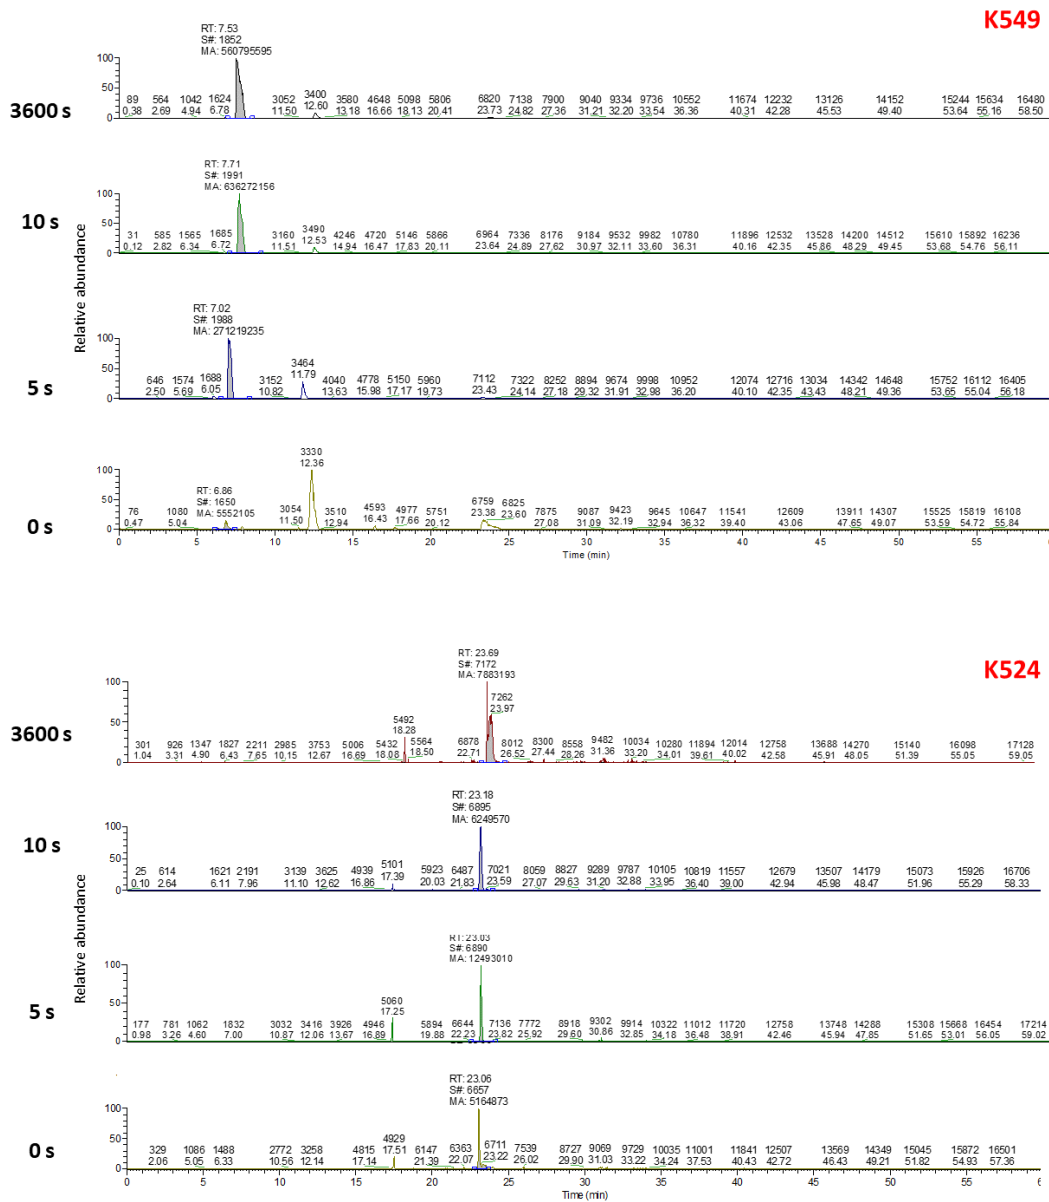 K549
RT: 7.53
S#: 1852
MA: 560795595
100
50
0
3600 s
89 564 1042 1624 3052 3400 3580 4648 5098 5806 6820 7138 7900 9040 9334 9736 10552 11674 12232 13126 14152 15244 15634 16480
0.38 2.69 4.94 6.78 11.50 12.60 13.18 16.66 18.13 20.41 23.73 24.82 27.36 31.21 32.20 33.54 36.36 40.31 42.28 45.53 49.40 53.64 55.16 58.50
RT: 7.71
S#: 1991
MA: 636272156
100
50
0
10 s
31 585 1565 1685 3160 3490 4246 4720 5146 5866 6964 7336 8176 9184 9532 9982 10780 11896 12532 13528 14200 14512 15610 15892 16236
0.12 2.82 6.34 6.72 11.51 12.53 14.94 16.47 17.83 20.11 23.64 24.89 27.62 30.97 32.11 33.60 36.31 40.16 42.35 45.86 48.29 49.45 53.68 54.76 56.11
Relative abundance
RT: 7.02
S#: 1988
MA: 271219235
100
50
0
5 s
646 1574 1688 3152 3464 4040 4778 5150 5960 7112 7322 8252 8894 9674 9998 10952 12074 12716 13034 14342 14648 15752 16112 16405
2.50 5.69 6.05 10.82 11.79 13.63 15.98 17.17 19.73 23.43 24.14 27.18 29.32 31.91 32.98 36.20 40.10 42.35 43.43 48.21 49.36 53.65 55.04 56.18
RT: 6.86
S#: 1650
MA: 5552105
100
50
0
0 s
76 1080 3054 3330 3510 4593 4977 5751 6759 6825 7875 9087 9423 9645 10647 11541 12609 13911 14307 15525 15819 16108
0.47 5.04 11.50 12.36 12.94 16.43 17.66 20.12 23.38 23.60 27.08 31.09 32.19 32.94 36.32 39.40 43.06 47.65 49.07 53.59 54.72 55.84
0 5 10 15 20 25 30 35 40 45 50 55
Time (min)
K524
RT: 23.69
S#: 7172
MA: 7883193
100
50
0
3600 s
301 926 1347 1827 2211 2985 3753 5006 5432 5492 5564 6878 7262 8012 8300 8558 9482 10034 10280 11894 12014 12758 13688 14270 15140 16098 17128
1.04 3.31 4.90 6.43 7.65 10.15 12.67 16.69 18.08 18.28 18.50 22.71 23.97 26.52 27.44 28.26 31.36 33.20 34.01 39.61 40.02 42.58 45.91 48.05 51.39 55.05 59.05
RT: 23.18
S#: 6895
MA: 6249570
100
50
0
10 s
25 614 1621 2191 3139 3625 4939 5101 5923 6487 7021 8059 8827 9289 9787 10105 10819 11557 12679 13507 14179 15073 15926 16706
0.10 2.64 6.11 7.96 11.10 12.62 16.86 17.39 20.03 21.83 23.59 27.07 29.63 31.20 32.88 33.95 36.40 39.00 42.94 45.98 48.47 51.96 55.29 58.33
Relative abundance
RT: 23.03
S#: 6890
MA: 12493010
100
50
0
5 s
177 781 1062 1832 3032 3416 3926 4946 5060 5894 6644 7136 7772 8918 9302 9914 10322 11012 11720 12758 13748 14288 15308 15668 16454 17214
0.98 3.26 4.60 7.00 10.87 12.06 13.67 16.89 17.25 19.88 22.23 23.82 25.92 29.60 30.86 32.85 34.18 36.48 38.91 42.46 45.94 47.85 51.65 53.01 56.05 59.02
RT: 23.06
S#: 6657
MA: 5164873
100
50
0
0 s
329 1086 1488 2772 3258 4815 4929 6147 6363 6711 7539 8727 9069 9729 10035 11001 11841 12507 13569 14349 15045 15872 16501
2.06 5.05 6.33 10.56 12.14 17.14 17.51 21.39 22.07 23.22 26.02 29.90 31.03 33.22 34.24 37.53 40.43 42.72 46.43 49.21 51.82 54.93 57.36
0 5 10 15 20 25 30 35 40 45 50 55 6
Time (min)